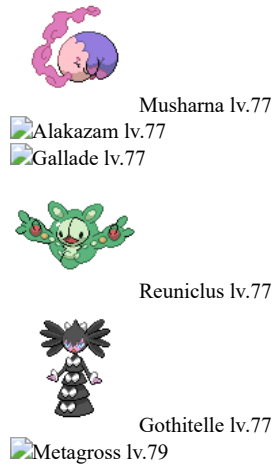 Musharna lv.77
Alakazam lv.77
Gallade lv.77
Reuniclus lv.77
Gothitelle lv.77
Metagross lv.79